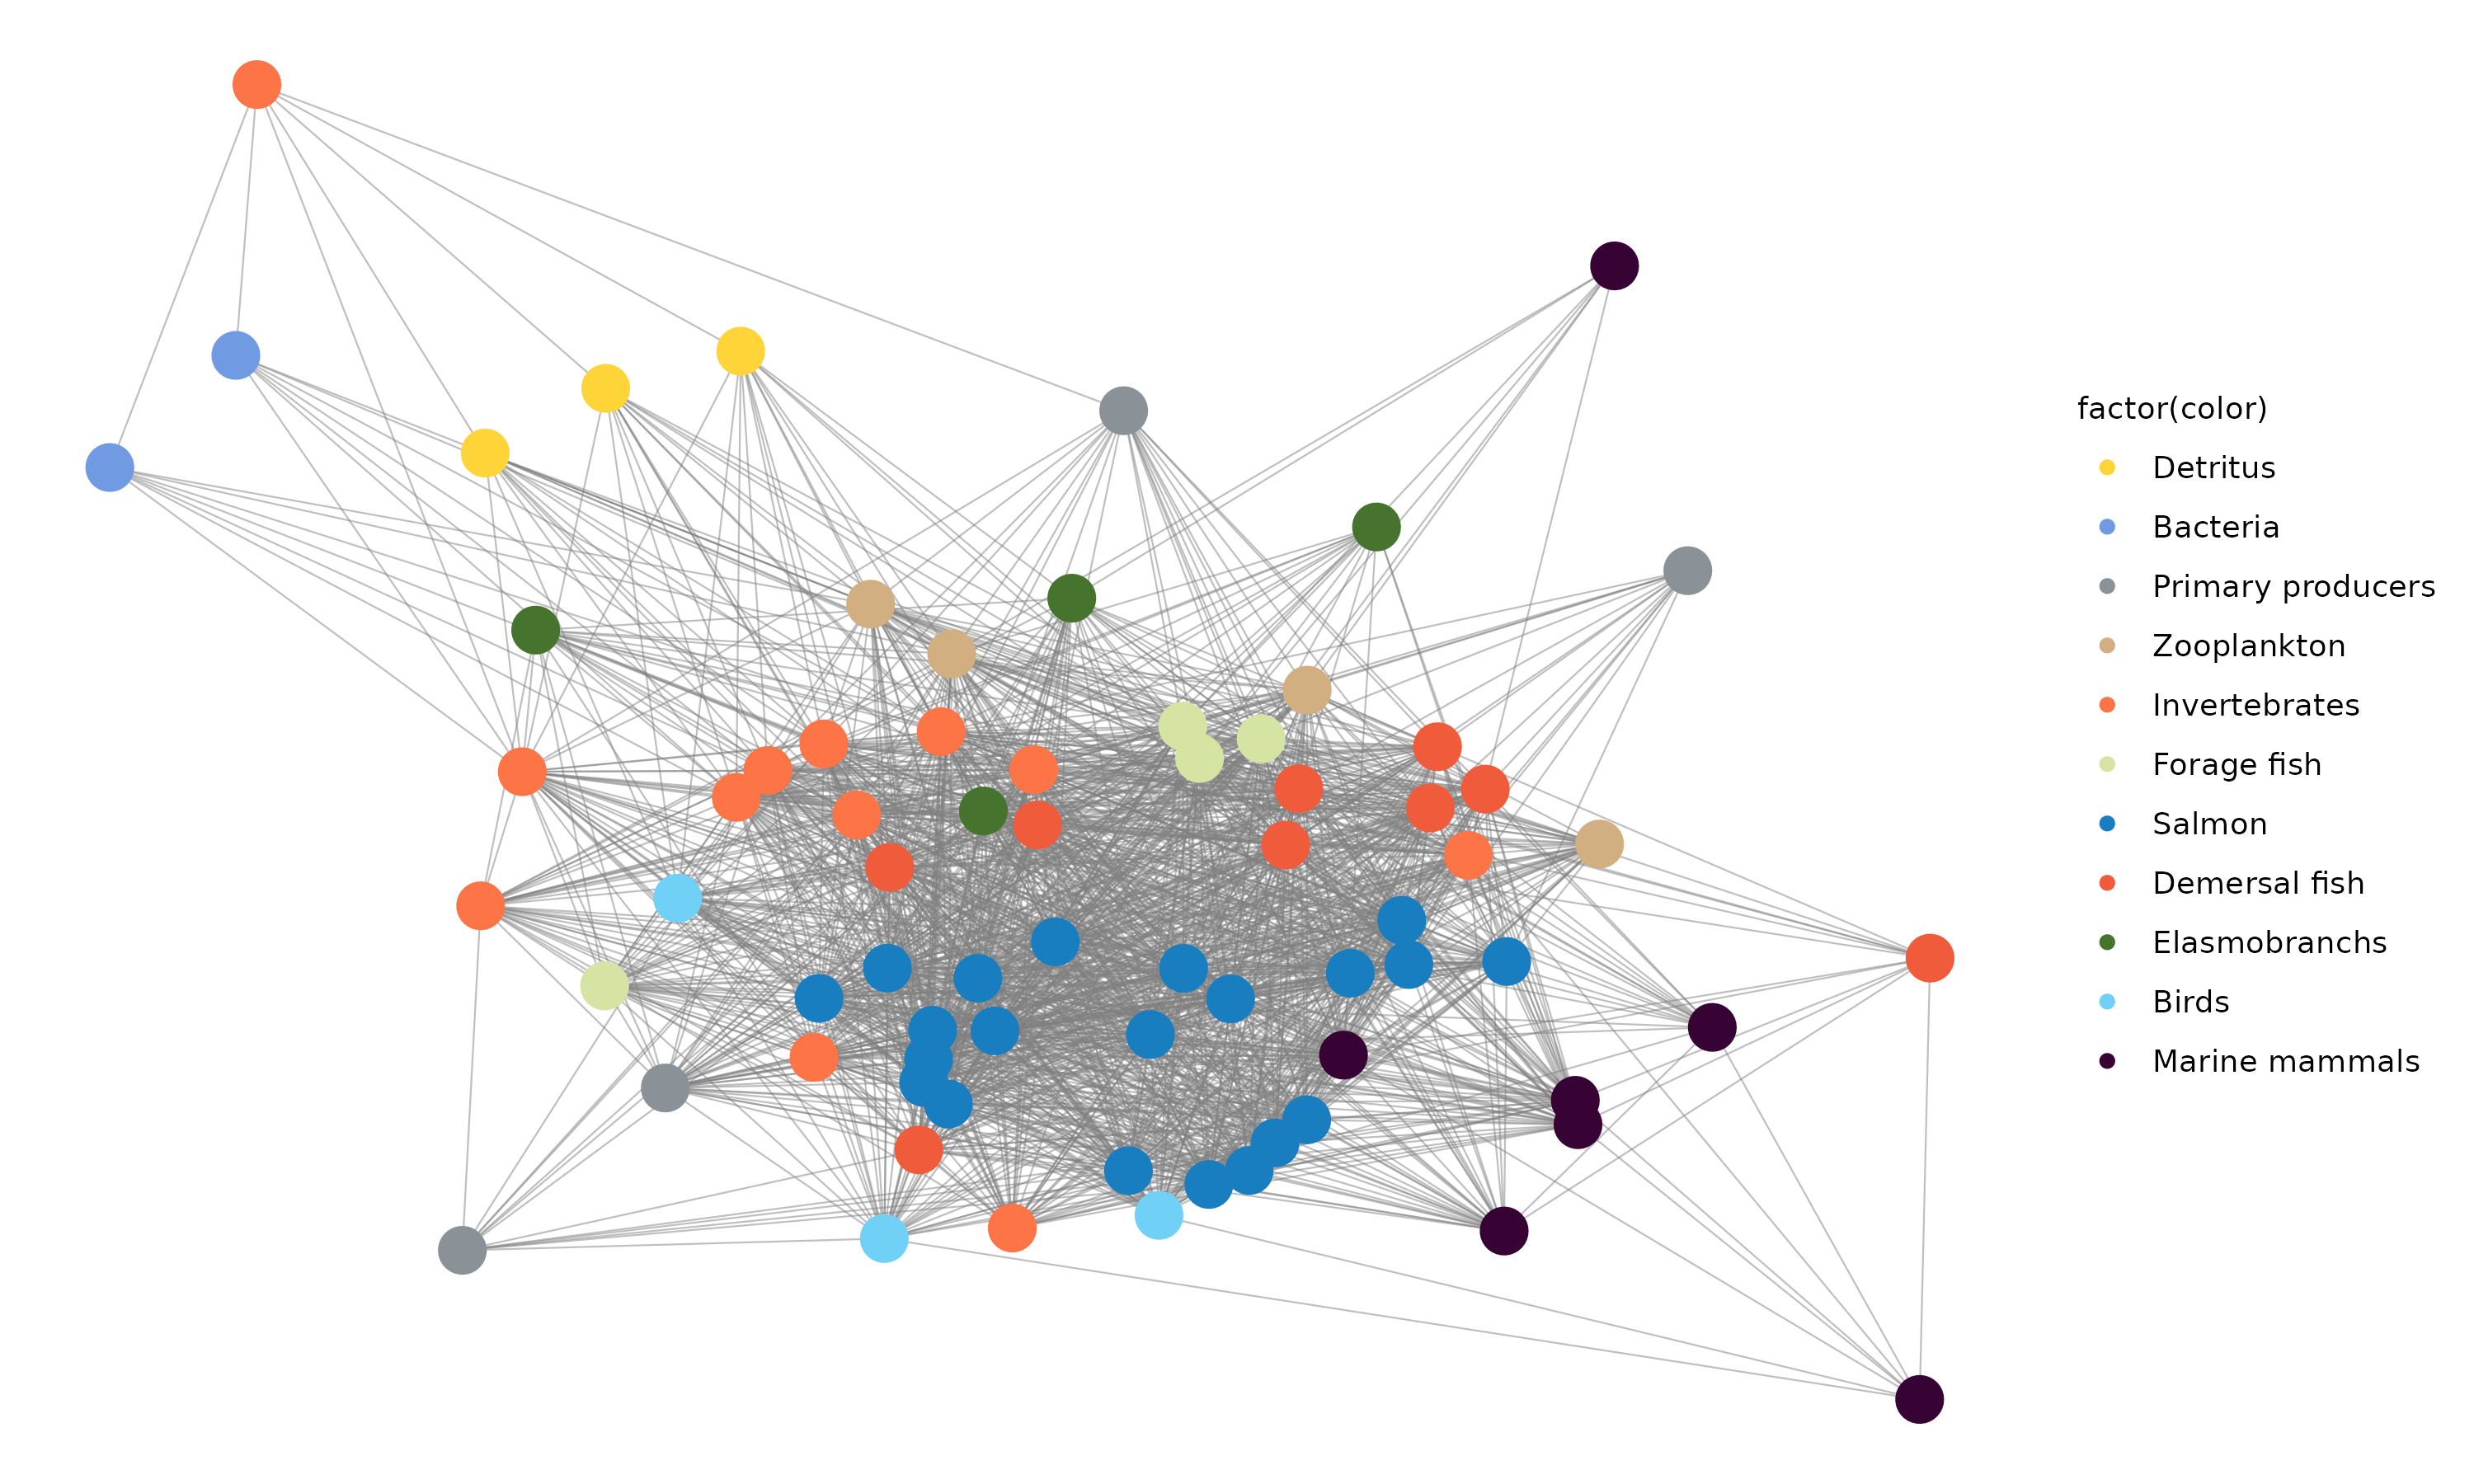 factor(color)
Detritus
Bacteria
Primary producers
Zooplankton
Invertebrates
Forage fish
Salmon
Demersal fish
Elasmobranchs
Birds
Marine mammals